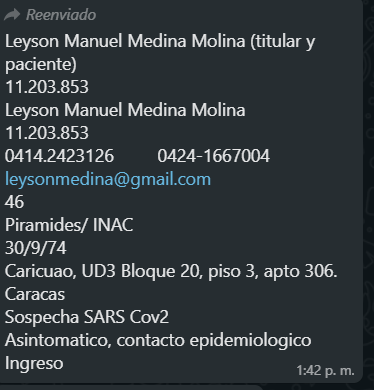 Reenviado
Leyson Manuel Medina Molina (titular y
paciente)
11.203.853
Leyson Manuel Medina Molina
11.203.853
0414.2423126 0424-1667004
leysonmedina@gmail.com
46
Piramides/ INAC
30/9/74
Caricuao, UD3 Bloque 20, piso 3, apto 306.
Caracas
Sospecha SARS Cov2
Asintomatico, contacto epidemiologico
Ingreso
1:42 p. m.